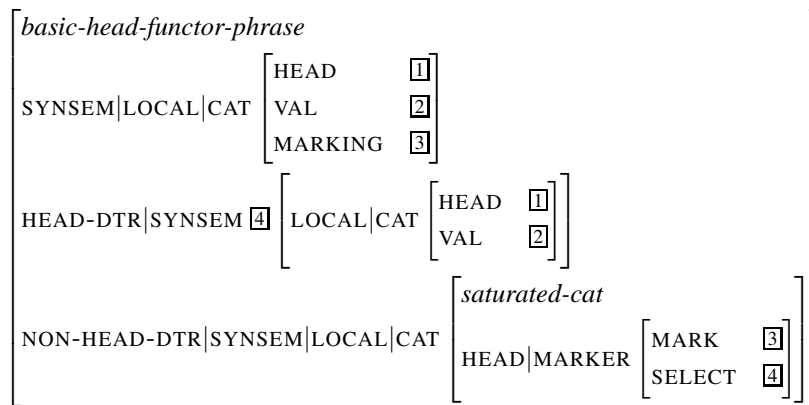 basic-head-functor-phrase
SYNSEM|LOCAL|CAT [HEAD 1
VAL 2
MARKING 3]
HEAD-DTR|SYNSEM 4 [LOCAL|CAT [HEAD 1
VAL 2]]
NON-HEAD-DTR|SYNSEM|LOCAL|CAT [saturated-cat
HEAD|MARKER [MARK 3
SELECT 4]]